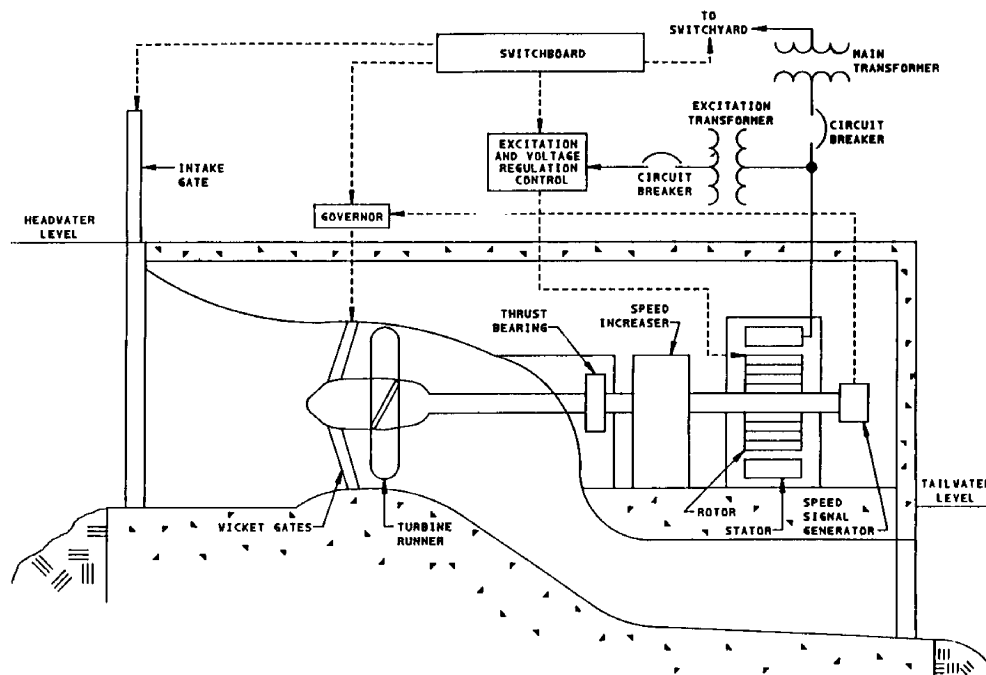 TO
SWITCHYARD
SWITCHBOARD
MAIN
TRANSFORMER
EXCITATION
TRANSFORMER
CIRCUIT
BREAKER
EXCITATION
AND VOLTAGE
REGULATION
CONTROL
CIRCUIT
BREAKER
INTAKE
GATE
GOVERNOR
HEADWATER
LEVEL
THRUST
BEARING
SPEED
INCREASER
TAILWATER
LEVEL
WICKET GATES
TURBINE
RUNNER
ROTOR
STATOR
SPEED
SIGNAL
GENERATOR